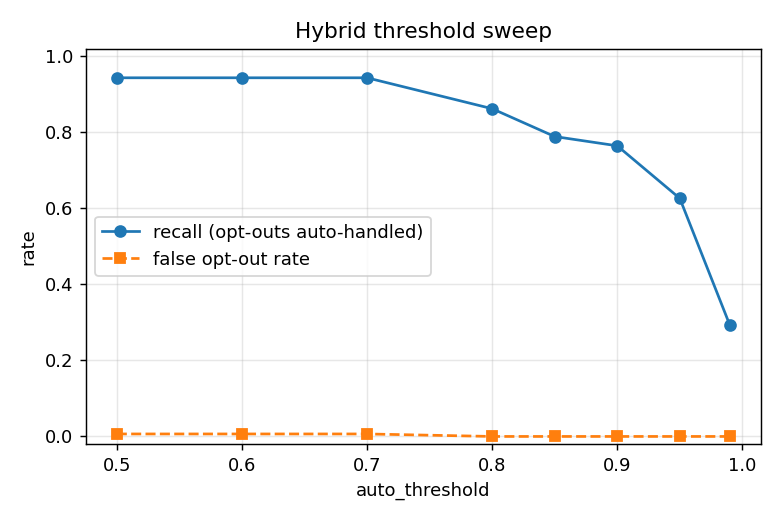 Hybrid threshold sweep
1.0
0.8
0.6
0.4
0.2
0.0
rate
recall (opt-outs auto-handled)
false opt-out rate
0.5 0.6 0.7 0.8 0.9 1.0
auto_threshold